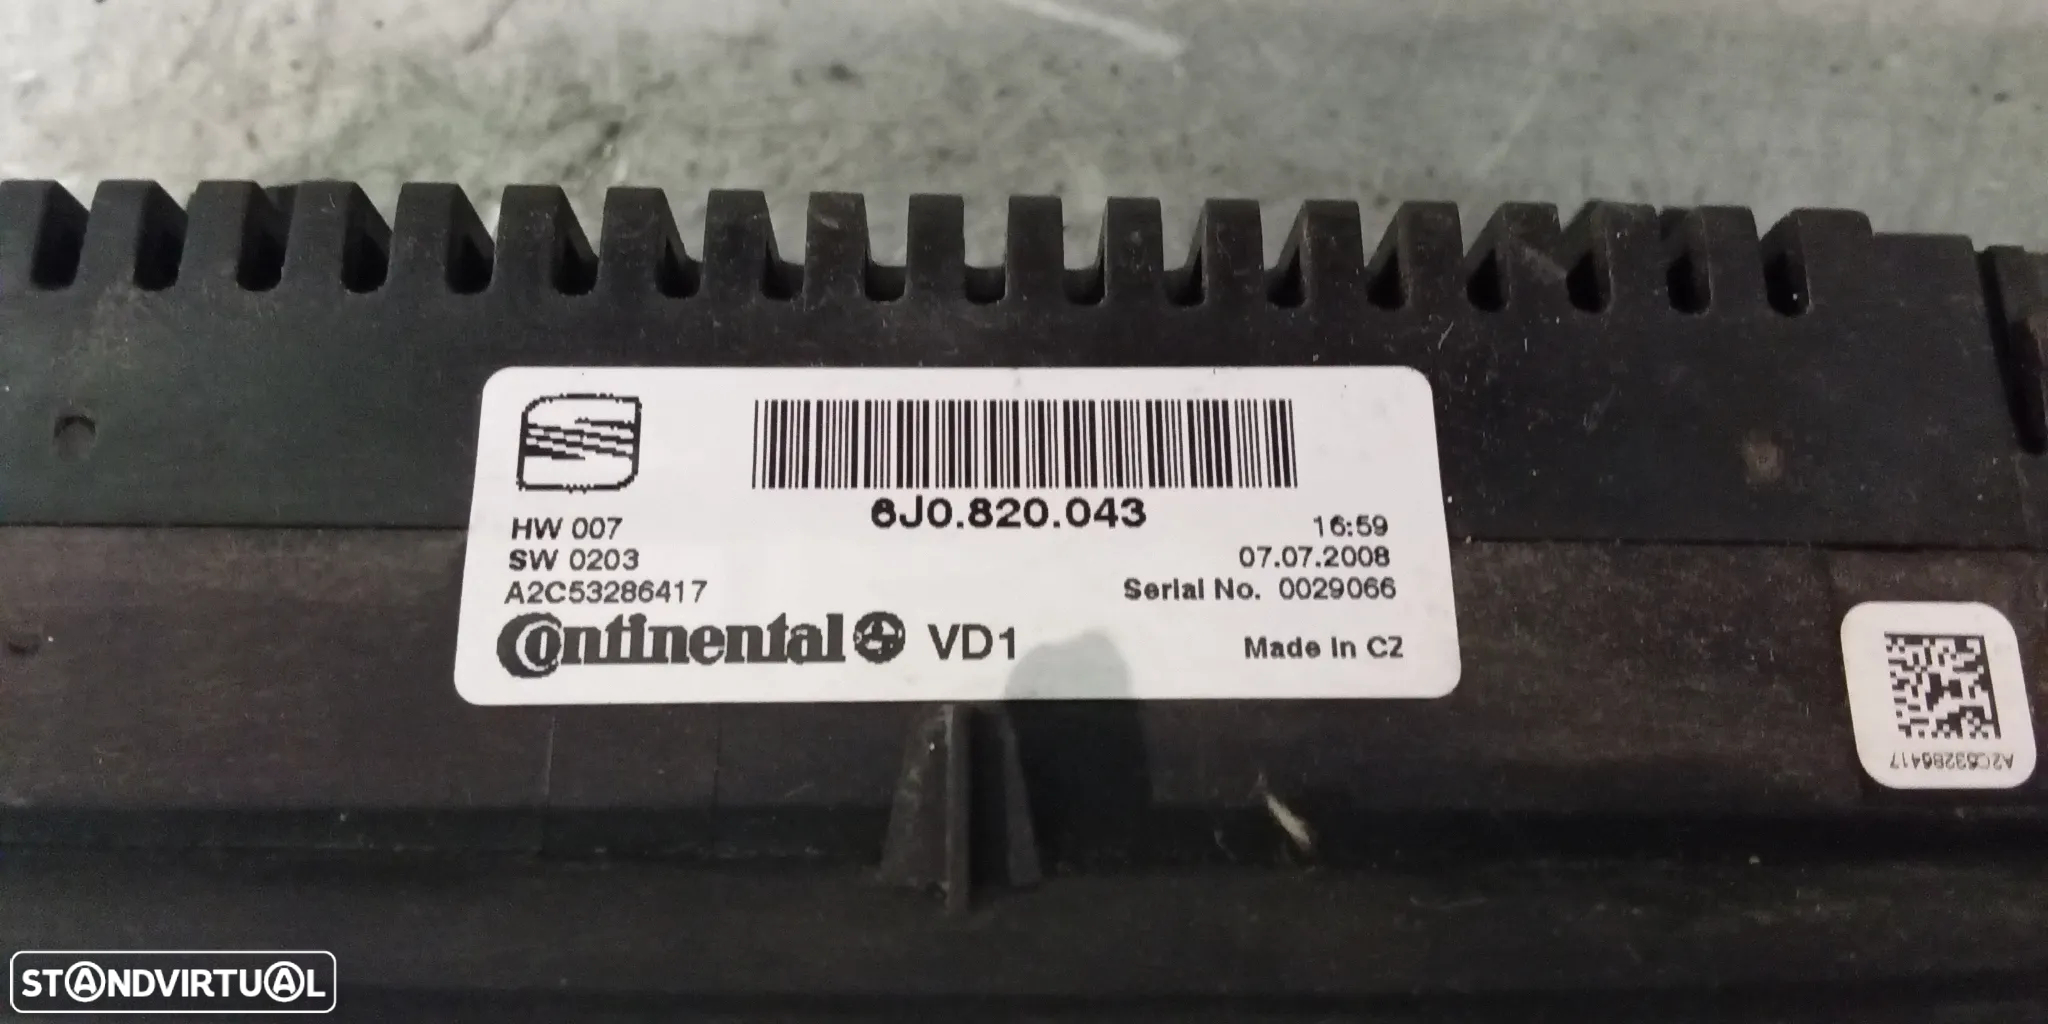 6J0.820.043
HW 007
SW 0203
A2C53286417
16:59
07.07.2008
Serial No. 0029066
Continental VD1
Made in CZ
A2C53286417
STANDVIRTUAL